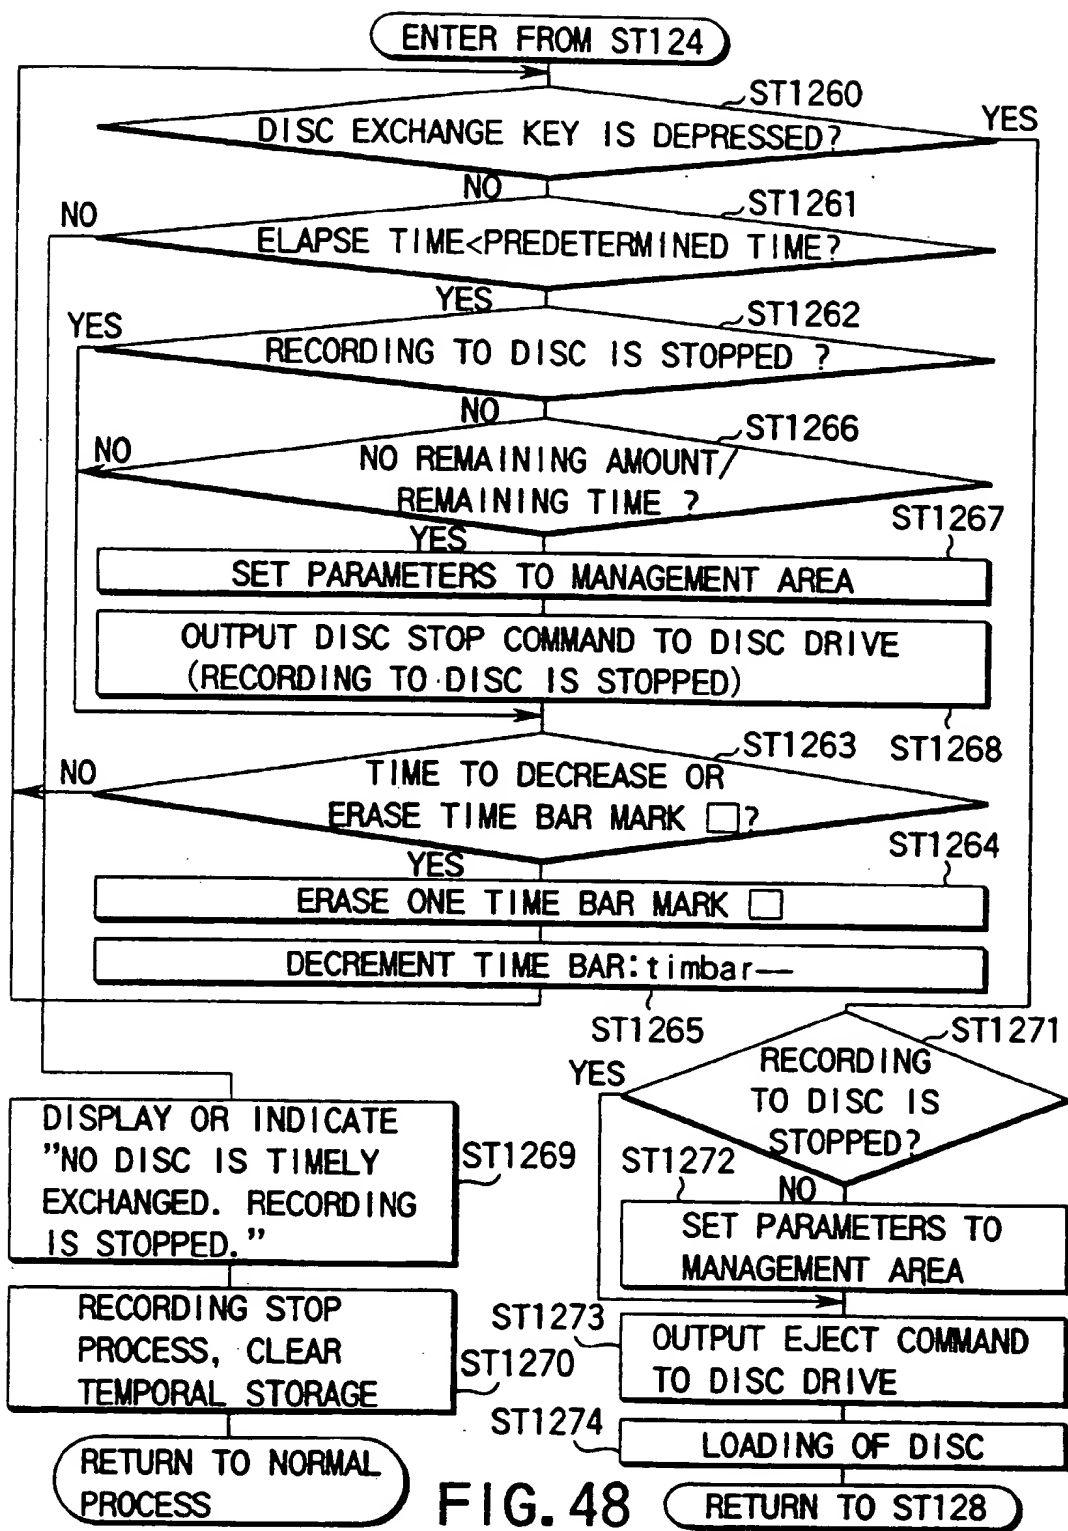 ENTER FROM ST124
ST1260
DISC EXCHANGE KEY IS DEPRESSED?
YES
NO
ST1261
NO
ELAPSE TIME<PREDETERMINED TIME?
YES
ST1262
YES
RECORDING TO DISC IS STOPPED ?
NO
ST1266
NO
NO REMAINING AMOUNT/
REMAINING TIME ?
YES
ST1267
SET PARAMETERS TO MANAGEMENT AREA
OUTPUT DISC STOP COMMAND TO DISC DRIVE
(RECORDING TO DISC IS STOPPED)
ST1268
ST1263
NO
TIME TO DECREASE OR
ERASE TIME BAR MARK □?
YES
ST1264
ERASE ONE TIME BAR MARK □
DECREMENT TIME BAR:timbar—
ST1265
ST1271
YES
RECORDING
TO DISC IS
STOPPED?
NO
ST1272
SET PARAMETERS TO
MANAGEMENT AREA
ST1273
OUTPUT EJECT COMMAND
TO DISC DRIVE
ST1274
LOADING OF DISC
RETURN TO ST128
DISPLAY OR INDICATE
"NO DISC IS TIMELY
EXCHANGED. RECORDING
IS STOPPED."
ST1269
RECORDING STOP
PROCESS, CLEAR
TEMPORAL STORAGE
ST1270
RETURN TO NORMAL
PROCESS
FIG. 48